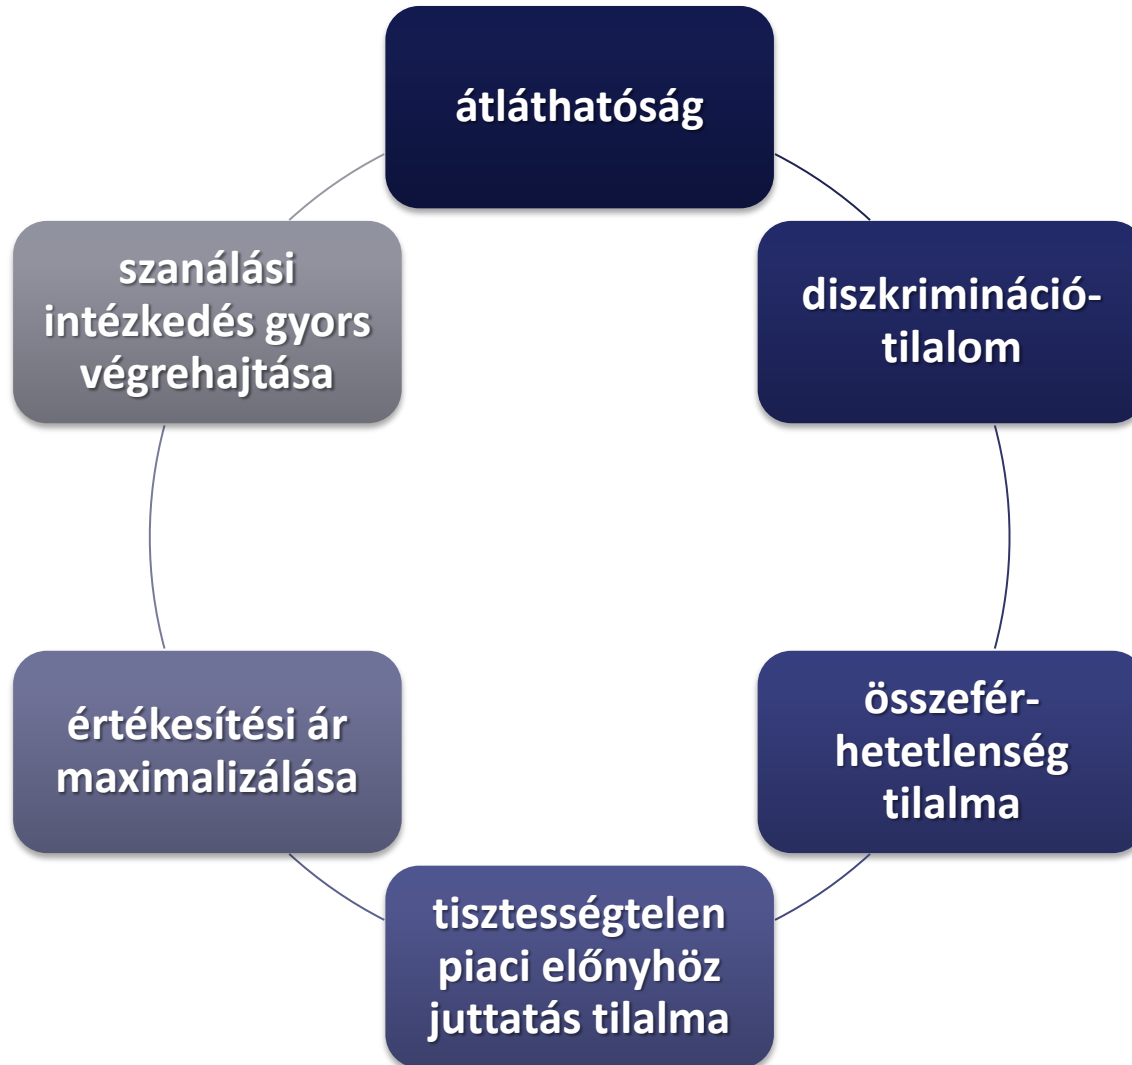 átláthatóság
diszkrimináció-
tilalom
összefér-
hetetlenség
tilalma
tisztességtelen
piaci előnyhöz
juttatás tilalma
értékesítési ár
maximalizálása
szanálási
intézkedés gyors
végrehajtása